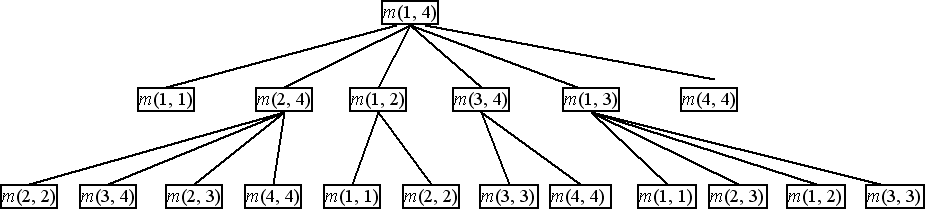 m(1, 4)
m(1, 1) m(2, 4) m(1, 2) m(3, 4) m(1, 3) m(4, 4)
m(2, 2) m(3, 4) m(2, 3) m(4, 4) m(1, 1) m(2, 2) m(3, 3) m(4, 4) m(1, 1) m(2, 3) m(1, 2) m(3, 3)